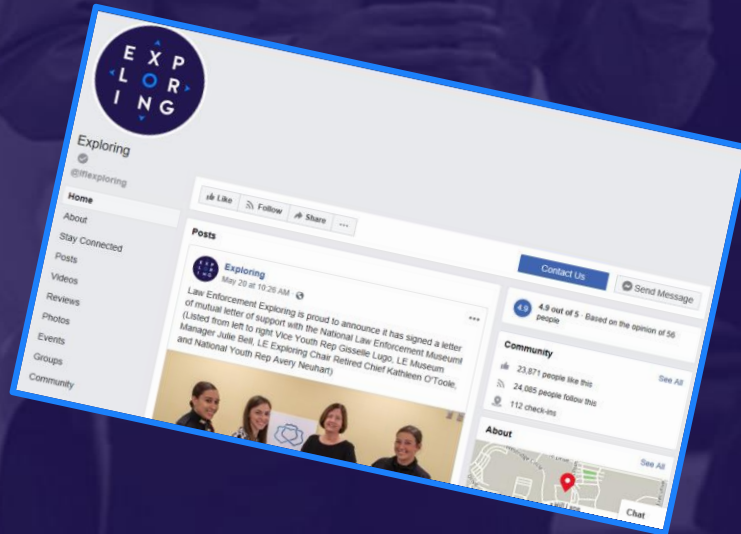 E X P
L O R
I N G
Exploring
@lflexploring
Home
About
Stay Connected
Posts
Videos
Reviews
Photos
Events
Groups
Community
Like
Follow
Share
...
Contact Us
Send Message
Posts
Exploring
May 20 at 10:26 AM ·
...
Law Enforcement Exploring is proud to announce it has signed a letter
of mutual letter of support with the National Law Enforcement Museum!
(Listed from left to right Vice Youth Rep Gisselle Lugo, LE Museum
Manager Julie Bell, LE Exploring Chair Retired Chief Kathleen O'Toole,
and National Youth Rep Avery Neuhart)
4.9
4.9 out of 5 · Based on the opinion of 56
people
Community
See All
23,871 people like this
24,085 people follow this
112 check-ins
About
See All
Chat